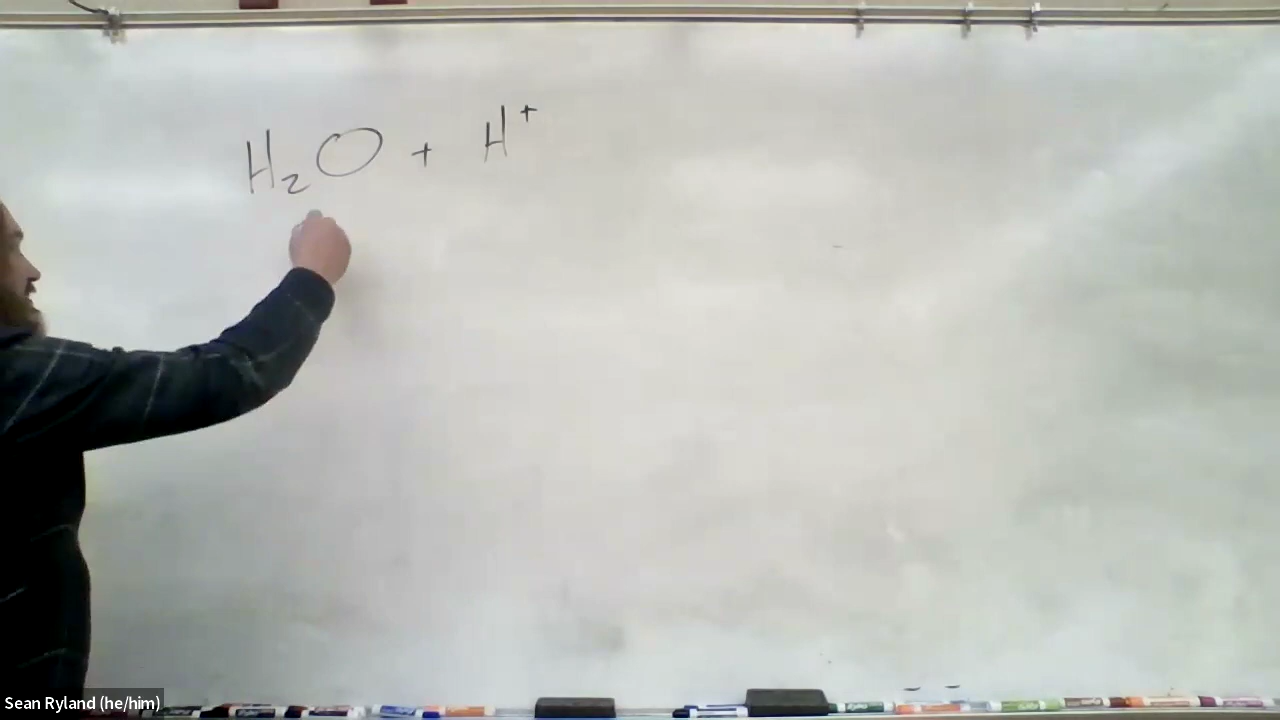 H₂O + H⁺
Sean Ryland (he/him)